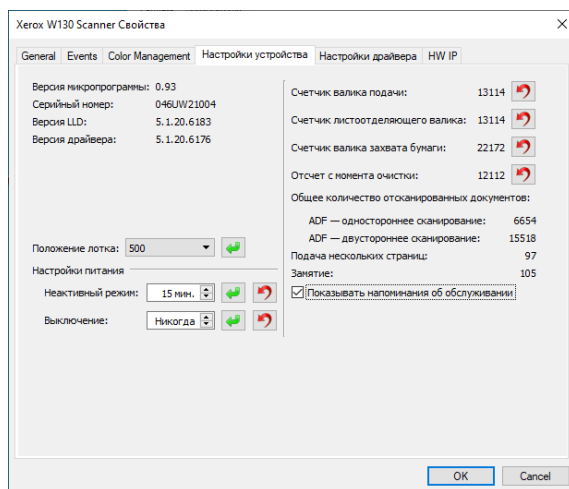 Xerox W130 Scanner Свойства
General Events Color Management Настройки устройства Настройки драйвера HW IP
Версия микропрограммы: 0.93
Серийный номер: 046UW21004
Версия LLD: 5.1.20.6183
Версия драйвера: 5.1.20.6176
Положение лотка: 500
Настройки питания
Неактивный режим: 15 мин.
Выключение: Никогда
Счетчик валика подачи: 13114
Счетчик листоотделяющего валика: 13114
Счетчик валика захвата бумаги: 22172
Отсчет с момента очистки: 12112
Общее количество отсканированных документов:
ADF — одностороннее сканирование: 6654
ADF — двустороннее сканирование: 15518
Подача нескольких страниц: 97
Занятие: 105
Показывать напоминания об обслуживании
OK Cancel